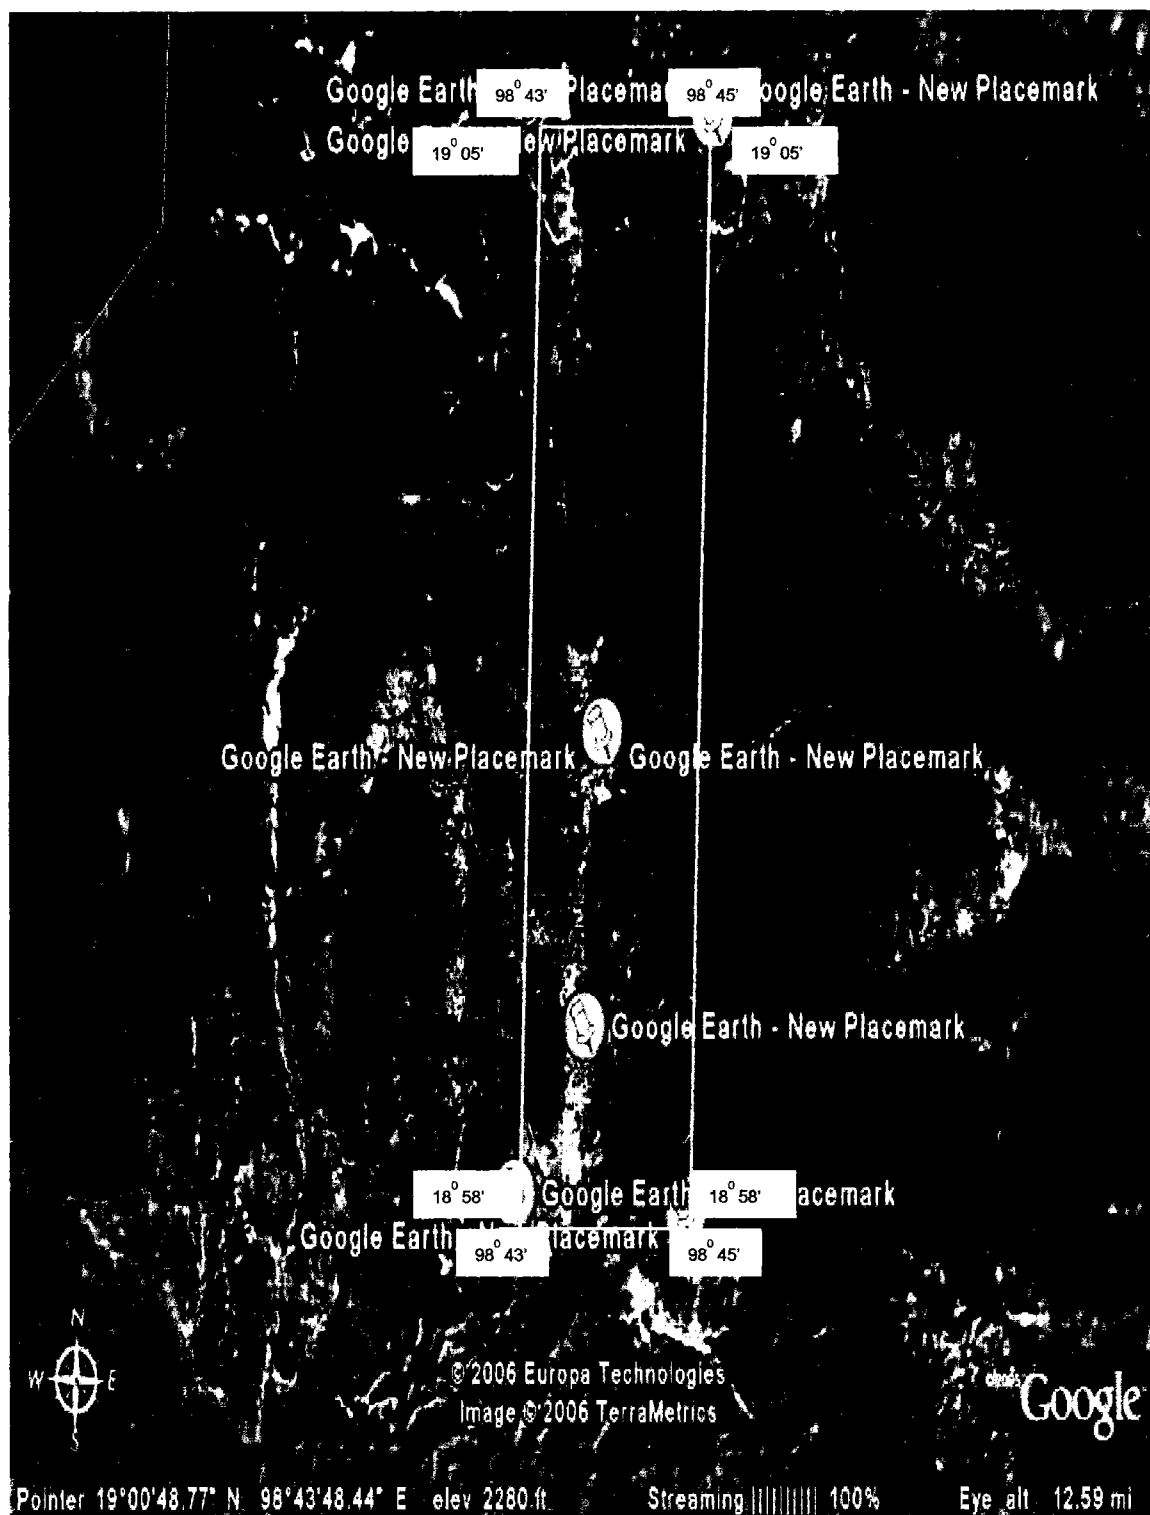 Google Earth 98° 43' Placema 98° 45' oogle Earth - New Placemark
Google 19° 05' ew Placemark 19° 05'
Google Earth - New Placemark Google Earth - New Placemark
Google Earth - New Placemark
18° 58' Google Earth 18° 58' lacemark
Google Earth 98° 43' lacemark 98° 45'
N
W E
S
© 2006 Europa Technologies
Image © 2006 TerraMetrics
Google
Pointer 19°00'48.77" N 98°43'48.44" E elev 2280 ft Streaming |||||||||| 100% Eye alt 12.59 mi